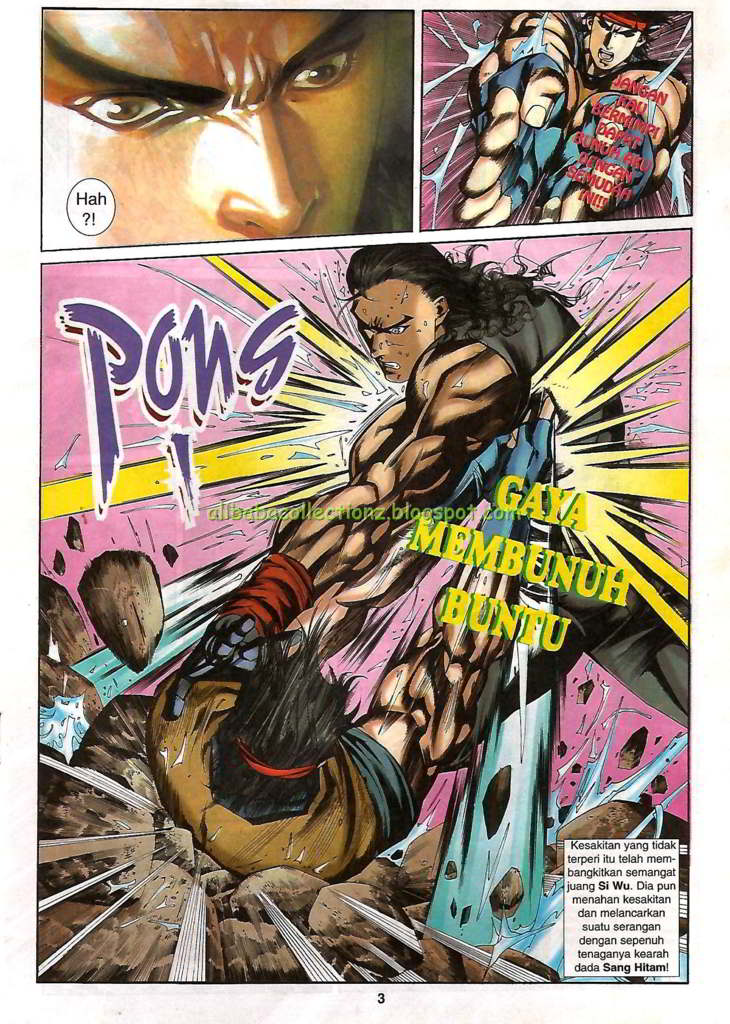 Hah
?!
JANGAN
KAU
BERMIMPI
DAPAT
BUNUH AKU
DENGAN
SEMUDAH
INI!!
PONS
!
alibabacollectionz.blogspot.com
GAYA
MEMBUNUH
BUNTU
Kesakitan yang tidak
terperi itu telah mem-
bangkitkan semangat
juang Si Wu. Dia pun
menahan kesakitan
dan melancarkan
suatu serangan
dengan sepenuh
tenaganya kearah
dada Sang Hitam!
3